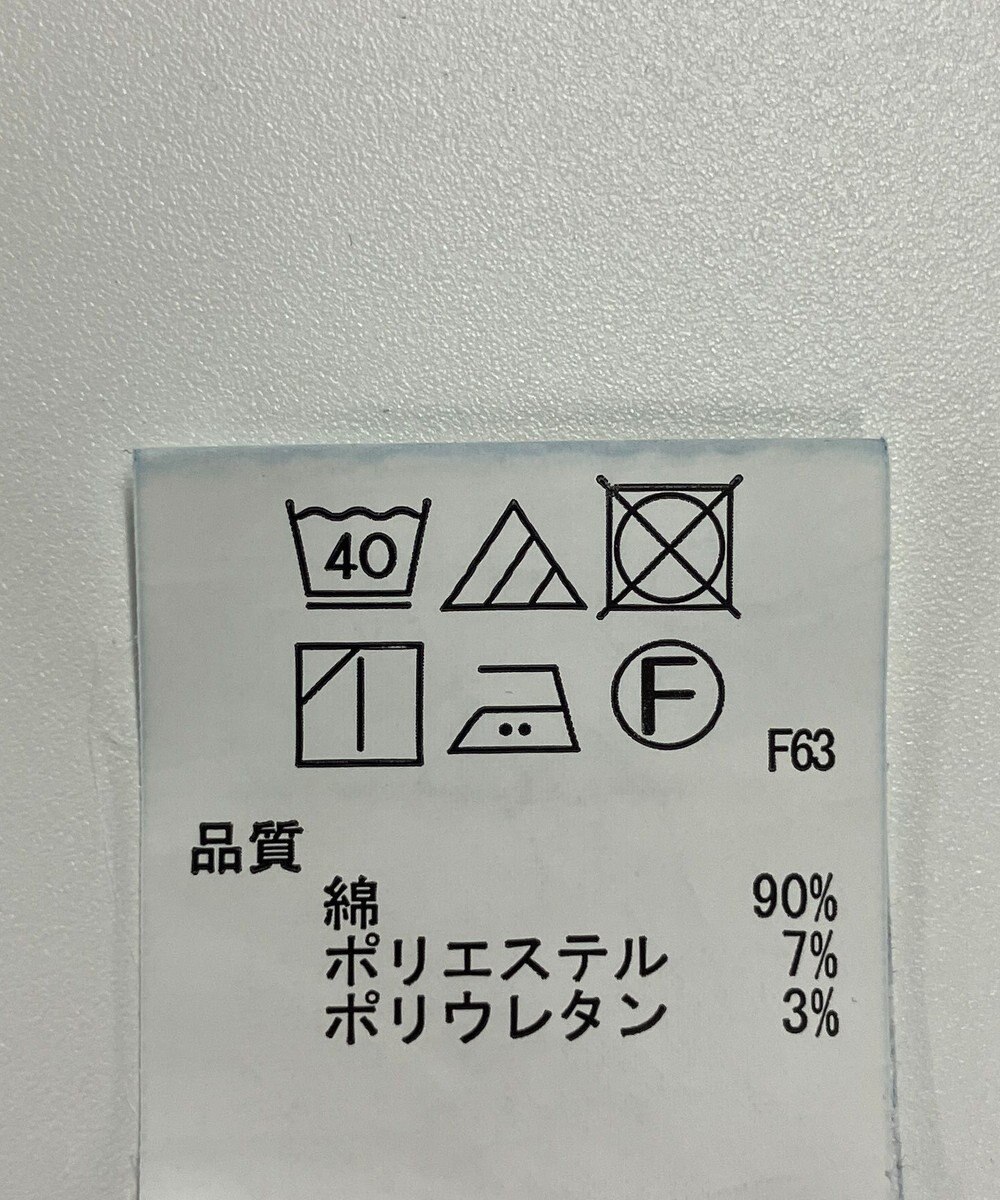 40
F
F63
品質
綿 90%
ポリエステル 7%
ポリウレタン 3%